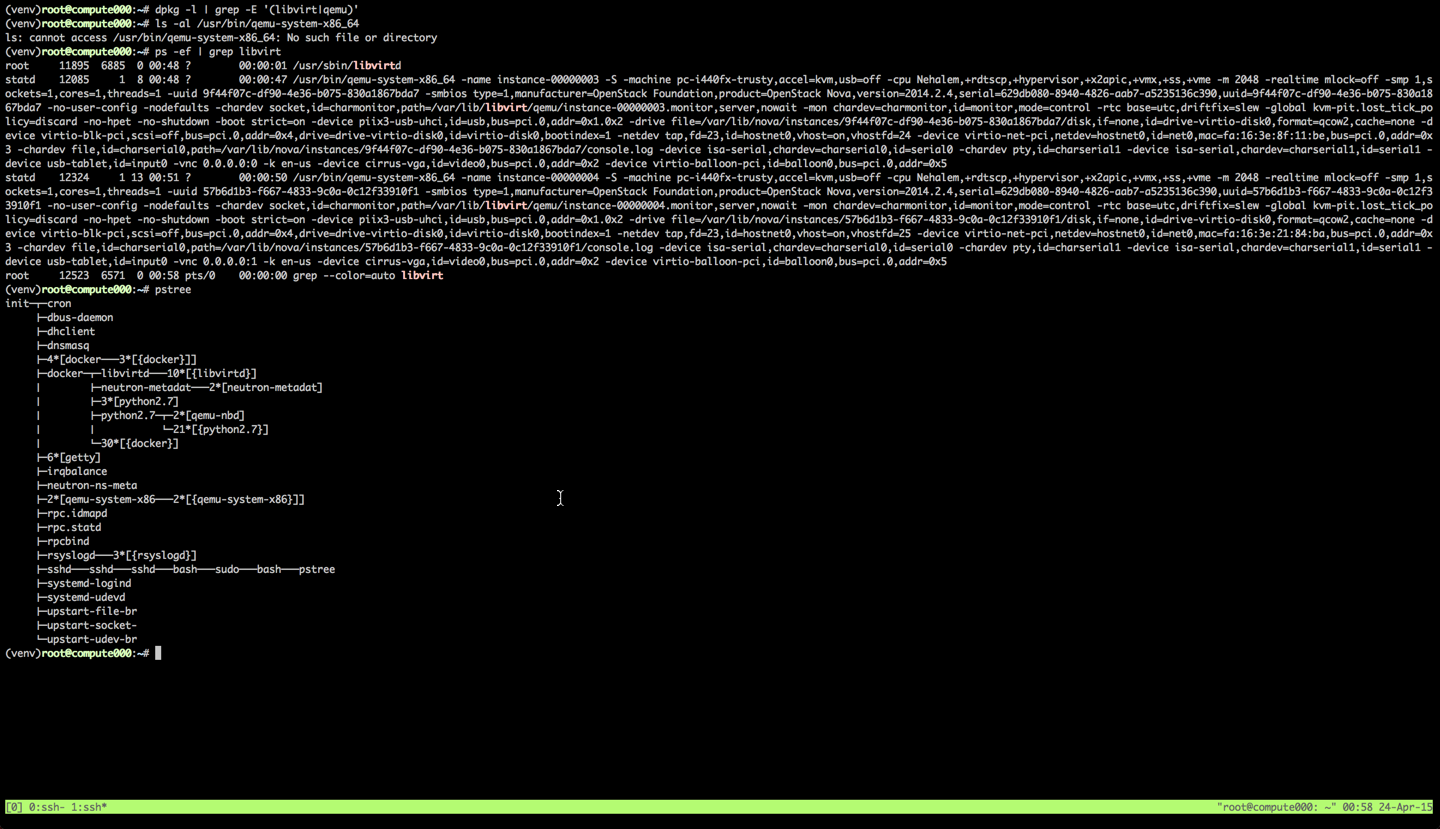 (venv)root@compute000:~# dpkg -l | grep -E '(libvirt|qemu)'
(venv)root@compute000:~# ls -al /usr/bin/qemu-system-x86_64
ls: cannot access /usr/bin/qemu-system-x86_64: No such file or directory
(venv)root@compute000:~# ps -ef | grep libvirt
root     11895  6885  0 00:48 ?        00:00:01 /usr/sbin/libvirtd
statd    12085     1  8 00:51 ?        00:00:47 /usr/bin/qemu-system-x86_64 -name instance-00000003 -S -machine pc-i440fx-trusty,accel=kvm,usb=off -cpu Nehalem,+rdtscp,+hypervisor,+x2apic,+vmx,+ss,+vme -m 2048 -realtime mlock=off -smp 1,s
ockets=1,cores=1,threads=1 -uuid 9f44f07c-df90-4e36-b075-830a1867bda7 -smbios type=1,manufacturer=OpenStack Foundation,product=OpenStack Nova,version=2014.2.4,serial=629db080-8940-4826-aab7-a5235136c390,uuid=9f44f07c-df90-4e36-b075-830a18
67bda7 -no-user-config -nodefaults -chardev socket,id=charmonitor,path=/var/lib/libvirt/qemu/instance-00000003.monitor,server,nowait -mon chardev=charmonitor,id=monitor,mode=control -rtc base=utc,driftfix=slew -global kvm-pit.lost_tick_po
licy=discard -no-hpet -no-shutdown -boot strict=on -device piix3-usb-uhci,id=usb,bus=pci.0,addr=0x1.0x2 -drive file=/var/lib/nova/instances/9f44f07c-df90-4e36-b075-830a1867bda7/disk,if=none,id=drive-virtio-disk0,format=qcow2,cache=none -d
evice virtio-blk-pci,scsi=off,bus=pci.0,addr=0x4,drive=drive-virtio-disk0,id=virtio-disk0,bootindex=1 -netdev tap,fd=23,id=hostnet0,vhost=on,vhostfd=24 -device virtio-net-pci,netdev=hostnet0,id=net0,mac=fa:16:3e:8f:11:be,bus=pci.0,addr=0x
3 -chardev file,id=charserial0,path=/var/lib/nova/instances/9f44f07c-df90-4e36-b075-830a1867bda7/console.log -device isa-serial,chardev=charserial0,id=serial0 -chardev pty,id=charserial1 -device isa-serial,chardev=charserial1,id=serial1 -
device usb-tablet,id=input0 -vnc 0.0.0.0:0 -k en-us -device cirrus-vga,id=video0,bus=pci.0,addr=0x2 -device virtio-balloon-pci,id=balloon0,bus=pci.0,addr=0x5
statd    12324     1 13 00:51 ?        00:00:50 /usr/bin/qemu-system-x86_64 -name instance-00000004 -S -machine pc-i440fx-trusty,accel=kvm,usb=off -cpu Nehalem,+rdtscp,+hypervisor,+x2apic,+vmx,+ss,+vme -m 2048 -realtime mlock=off -smp 1,s
ockets=1,cores=1,threads=1 -uuid 57b6d1b3-f667-4833-9c0a-0c12f33910f1 -smbios type=1,manufacturer=OpenStack Foundation,product=OpenStack Nova,version=2014.2.4,serial=629db080-8940-4826-aab7-a5235136c390,uuid=57b6d1b3-f667-4833-9c0a-0c12f3
3910f1 -no-user-config -nodefaults -chardev socket,id=charmonitor,path=/var/lib/libvirt/qemu/instance-00000004.monitor,server,nowait -mon chardev=charmonitor,id=monitor,mode=control -rtc base=utc,driftfix=slew -global kvm-pit.lost_tick_po
licy=discard -no-hpet -no-shutdown -boot strict=on -device piix3-usb-uhci,id=usb,bus=pci.0,addr=0x1.0x2 -drive file=/var/lib/nova/instances/57b6d1b3-f667-4833-9c0a-0c12f33910f1/disk,if=none,id=drive-virtio-disk0,format=qcow2,cache=none -d
evice virtio-blk-pci,scsi=off,bus=pci.0,addr=0x4,drive=drive-virtio-disk0,id=virtio-disk0,bootindex=1 -netdev tap,fd=23,id=hostnet0,vhost=on,vhostfd=25 -device virtio-net-pci,netdev=hostnet0,id=net0,mac=fa:16:3e:21:84:ba,bus=pci.0,addr=0x
3 -chardev file,id=charserial0,path=/var/lib/nova/instances/57b6d1b3-f667-4833-9c0a-0c12f33910f1/console.log -device isa-serial,chardev=charserial0,id=serial0 -chardev pty,id=charserial1 -device isa-serial,chardev=charserial1,id=serial1 -
device usb-tablet,id=input0 -vnc 0.0.0.0:1 -k en-us -device cirrus-vga,id=video0,bus=pci.0,addr=0x2 -device virtio-balloon-pci,id=balloon0,bus=pci.0,addr=0x5
root     12523  6571  0 00:58 pts/0    00:00:00 grep --color=auto libvirt
(venv)root@compute000:~# pstree
init─┬─cron
     ├─dbus-daemon
     ├─dhclient
     ├─dnsmasq
     ├─4*[docker───3*[{docker}]]
     ├─docker─┬─libvirtd───10*[{libvirtd}]
     │        ├─neutron-metadat───2*[neutron-metadat]
     │        ├─3*[python2.7]
     │        ├─python2.7─┬─2*[qemu-nbd]
     │        │           └─21*[{python2.7}]
     │        └─30*[{docker}]
     ├─6*[getty]
     ├─irqbalance
     ├─neutron-ns-meta
     ├─2*[qemu-system-x86───2*[{qemu-system-x86}]]
     ├─rpc.idmapd
     ├─rpc.statd
     ├─rpcbind
     ├─rsyslogd───3*[{rsyslogd}]
     ├─sshd───sshd───sshd───bash───sudo───bash───pstree
     ├─systemd-logind
     ├─systemd-udevd
     ├─upstart-file-br
     ├─upstart-socket-
     └─upstart-udev-br
(venv)root@compute000:~#
[0] 0:ssh- 1:ssh* "root@compute000: ~" 00:58 24-Apr-15